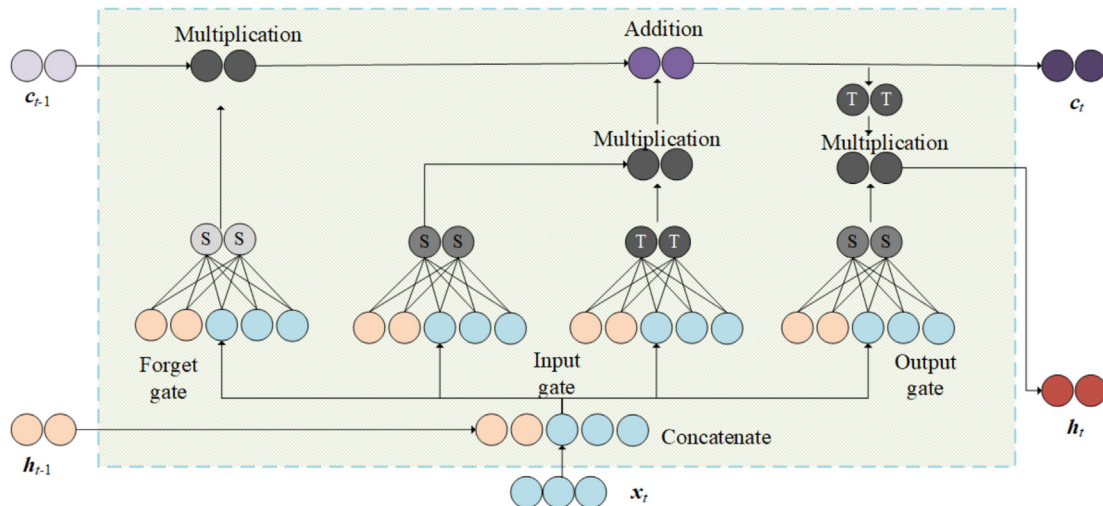 Multiplication
Addition
c_{t-1}
T T
c_t
Multiplication
Multiplication
S S
S S
T T
S S
Forget
gate
Input
gate
Output
gate
Concatenate
h_{t-1}
h_t
x_t